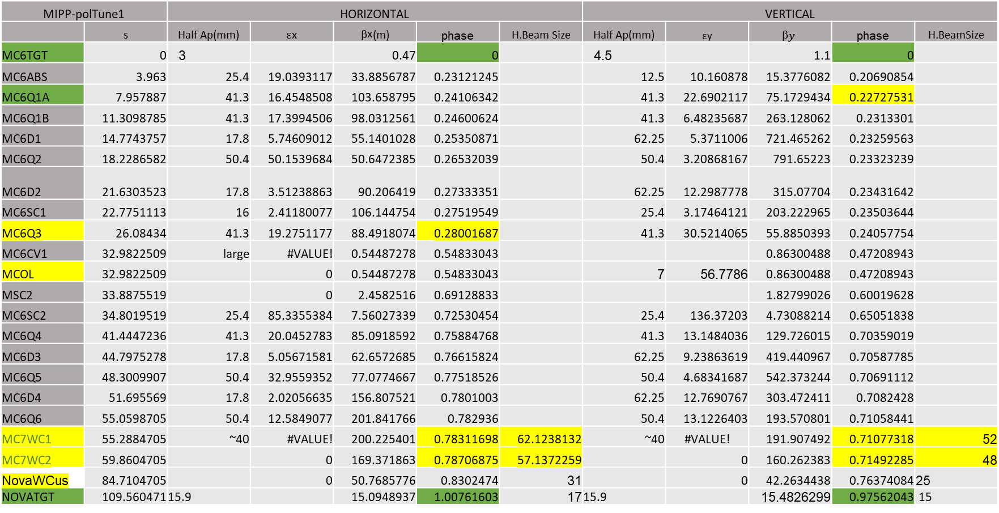 MIPP-polTune1 HORIZONTAL VERTICAL
s Half Ap(mm) εx βx(m) phase H.Beam Size Half Ap(mm) εy βy phase H.BeamSize
MC6TGT 0 3 0.47 0 4.5 1.1 0
MC6ABS 3.963 25.4 19.0393117 33.8856787 0.23121245 12.5 10.160878 15.3776082 0.20690854
MC6Q1A 7.957887 41.3 16.4548508 103.658795 0.24106342 41.3 22.6902117 75.1729434 0.22727531
MC6Q1B 11.3098785 41.3 17.3994506 98.0312561 0.24600624 41.3 6.48235687 263.128062 0.2313301
MC6D1 14.7743757 17.8 5.74609012 55.1401028 0.25350871 62.25 5.3711006 721.465262 0.23259563
MC6Q2 18.2286582 50.4 50.1539684 50.6472385 0.26532039 50.4 3.20868167 791.65223 0.23323239
MC6D2 21.6303523 17.8 3.51238863 90.206419 0.27333351 62.25 12.2987778 315.07704 0.23431642
MC6SC1 22.7751113 16 2.41180077 106.144754 0.27519549 25.4 3.17464121 203.222965 0.23503644
MC6Q3 26.08434 41.3 19.2751177 88.4918074 0.28001687 41.3 30.5214065 55.8850393 0.24057754
MC6CV1 32.9822509 large #VALUE! 0.54487278 0.54833043 0.86300488 0.47208943
MCOL 32.9822509 0 0.54487278 0.54833043 7 56.7786 0.86300488 0.47208943
MSC2 33.8875519 0 2.4582516 0.69128833 1.82799026 0.60019628
MC6SC2 34.8019519 25.4 85.3355384 7.56027339 0.72530454 25.4 136.37203 4.73088214 0.65051838
MC6Q4 41.4447236 41.3 20.0452783 85.0918592 0.75884768 41.3 13.1484036 129.726015 0.70359019
MC6D3 44.7975278 17.8 5.05671581 62.6572685 0.76615824 62.25 9.23863619 419.440967 0.70587785
MC6Q5 48.3009907 50.4 32.9559352 77.0774667 0.77518526 50.4 4.68341687 542.373244 0.70691112
MC6D4 51.695569 17.8 2.02056635 156.807521 0.7801003 62.25 12.7690767 303.472411 0.7082428
MC6Q6 55.0598705 50.4 12.5849077 201.841766 0.782936 50.4 13.1226403 193.570801 0.71058441
MC7WC1 55.2884705 ~40 #VALUE! 200.225401 0.78311698 62.1238132 ~40 #VALUE! 191.907492 0.71077318 52
MC7WC2 59.8604705 0 169.371863 0.78706875 57.1372259 0 160.262383 0.71492285 48
NovaWCus 84.7104705 0 50.7685776 0.8302474 31 0 42.2634438 0.76374084 25
NOVATGT 109.560471 15.9 15.0948937 1.00761603 17 15.9 15.4826299 0.97562043 15